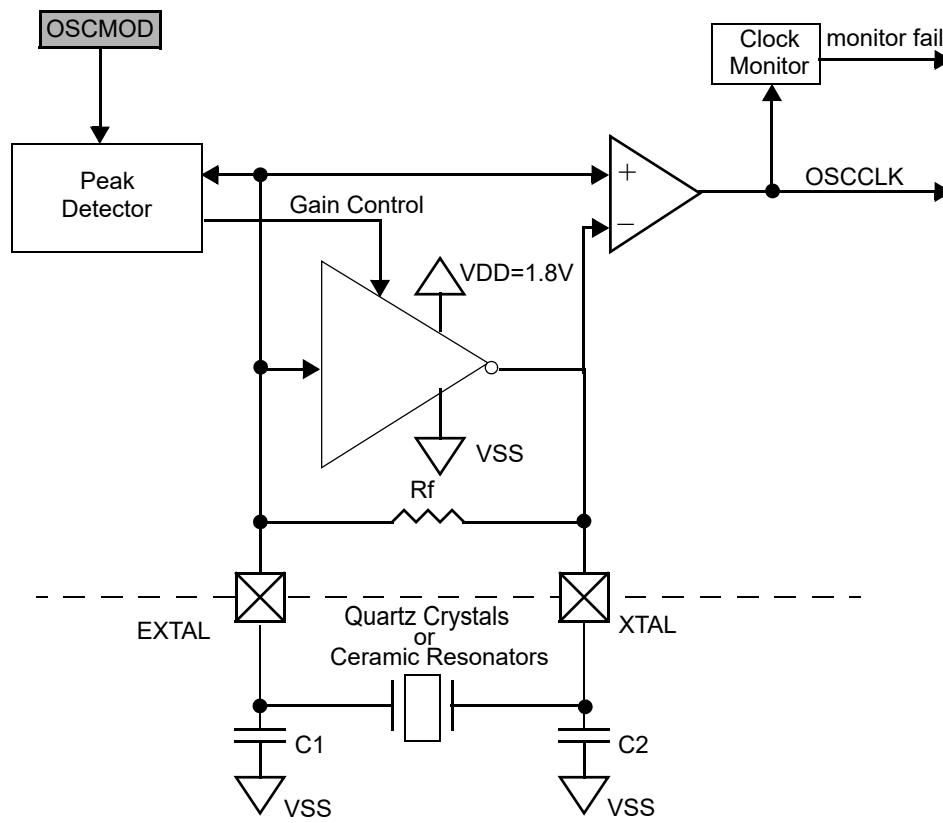 OSCMOD
Clock
Monitor
monitor fail
Peak
Detector
+
OSCCLK
Gain Control
−
VDD=1.8V
VSS
Rf
EXTAL
Quartz Crystals
or
Ceramic Resonators
XTAL
C1
C2
VSS
VSS